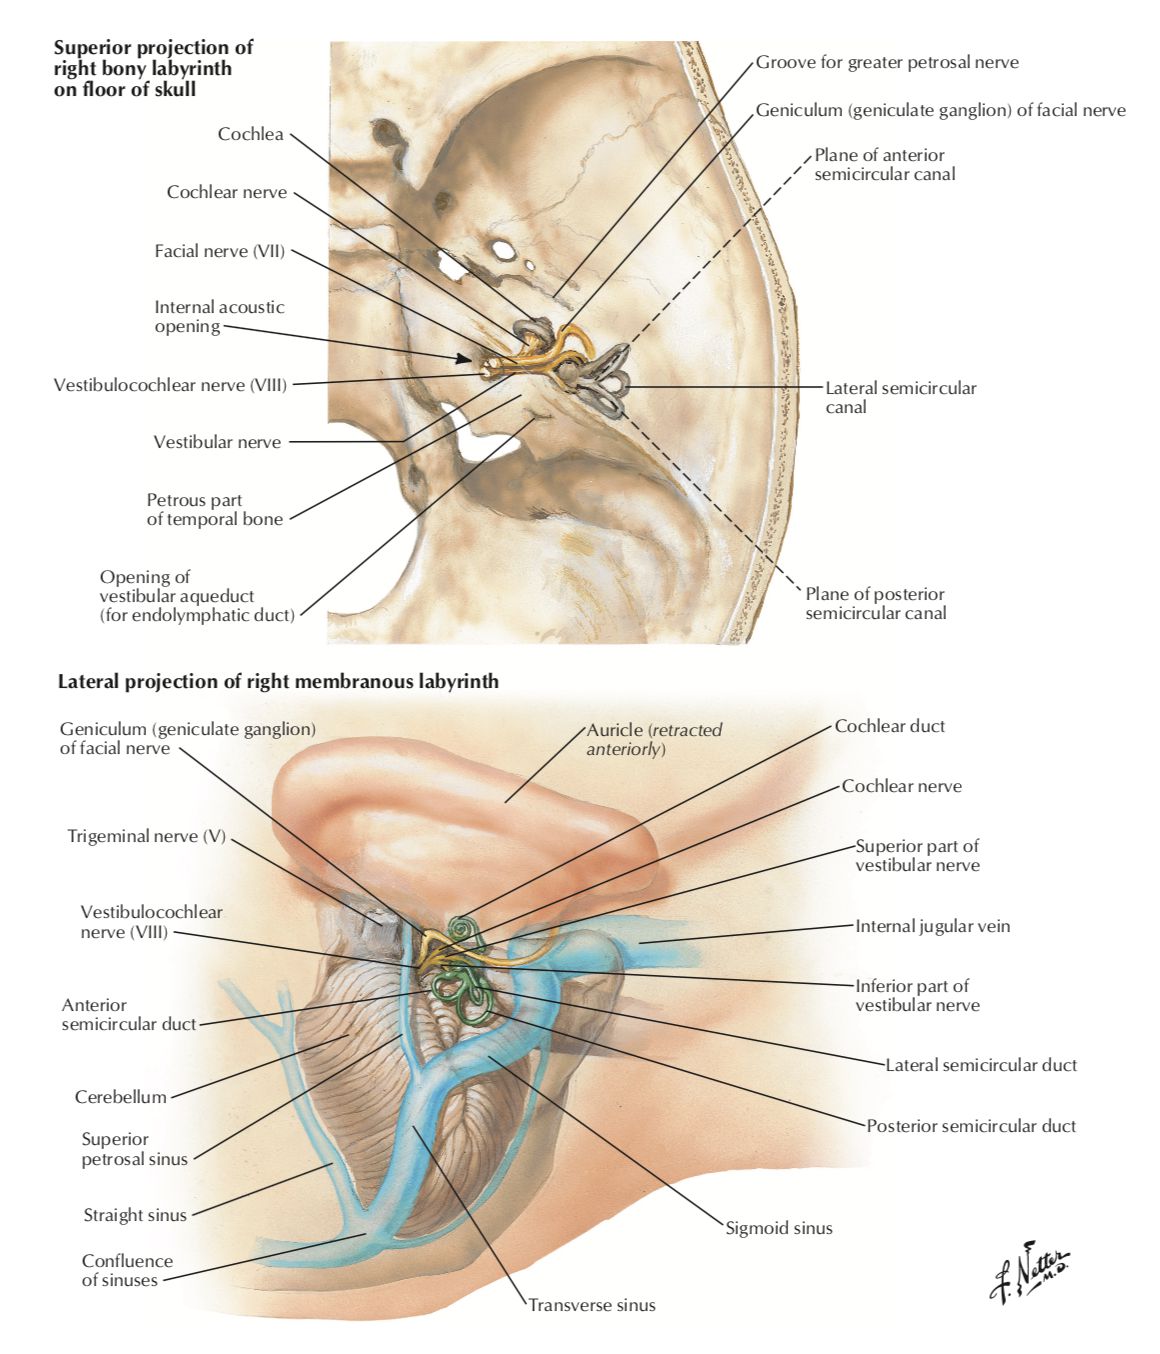 Superior projection of
right bony labyrinth
on floor of skull
Groove for greater petrosal nerve
Geniculum (geniculate ganglion) of facial nerve
Cochlea
Plane of anterior
semicircular canal
Cochlear nerve
Facial nerve (VII)
Internal acoustic
opening
Vestibulocochlear nerve (VIII)
Lateral semicircular
canal
Vestibular nerve
Petrous part
of temporal bone
Opening of
vestibular aqueduct
(for endolymphatic duct)
Plane of posterior
semicircular canal
Lateral projection of right membranous labyrinth
Geniculum (geniculate ganglion)
of facial nerve
Auricle (retracted
anteriorly)
Cochlear duct
Cochlear nerve
Trigeminal nerve (V)
Superior part of
vestibular nerve
Vestibulocochlear
nerve (VIII)
Internal jugular vein
Anterior
semicircular duct
Inferior part of
vestibular nerve
Lateral semicircular duct
Cerebellum
Posterior semicircular duct
Superior
petrosal sinus
Straight sinus
Sigmoid sinus
Confluence
of sinuses
Transverse sinus
F. Netter
M.D.